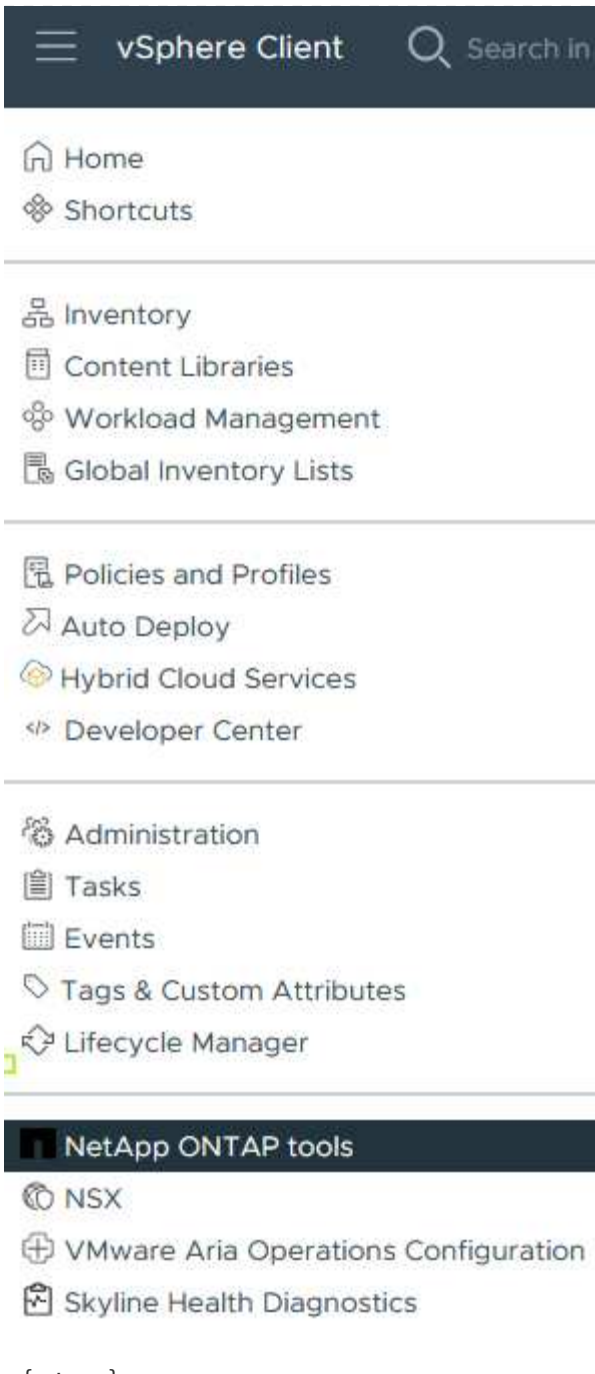 vSphere Client
Search in
Home
Shortcuts
Inventory
Content Libraries
Workload Management
Global Inventory Lists
Policies and Profiles
Auto Deploy
Hybrid Cloud Services
Developer Center
Administration
Tasks
Events
Tags & Custom Attributes
Lifecycle Manager
NetApp ONTAP tools
NSX
VMware Aria Operations Configuration
Skyline Health Diagnostics